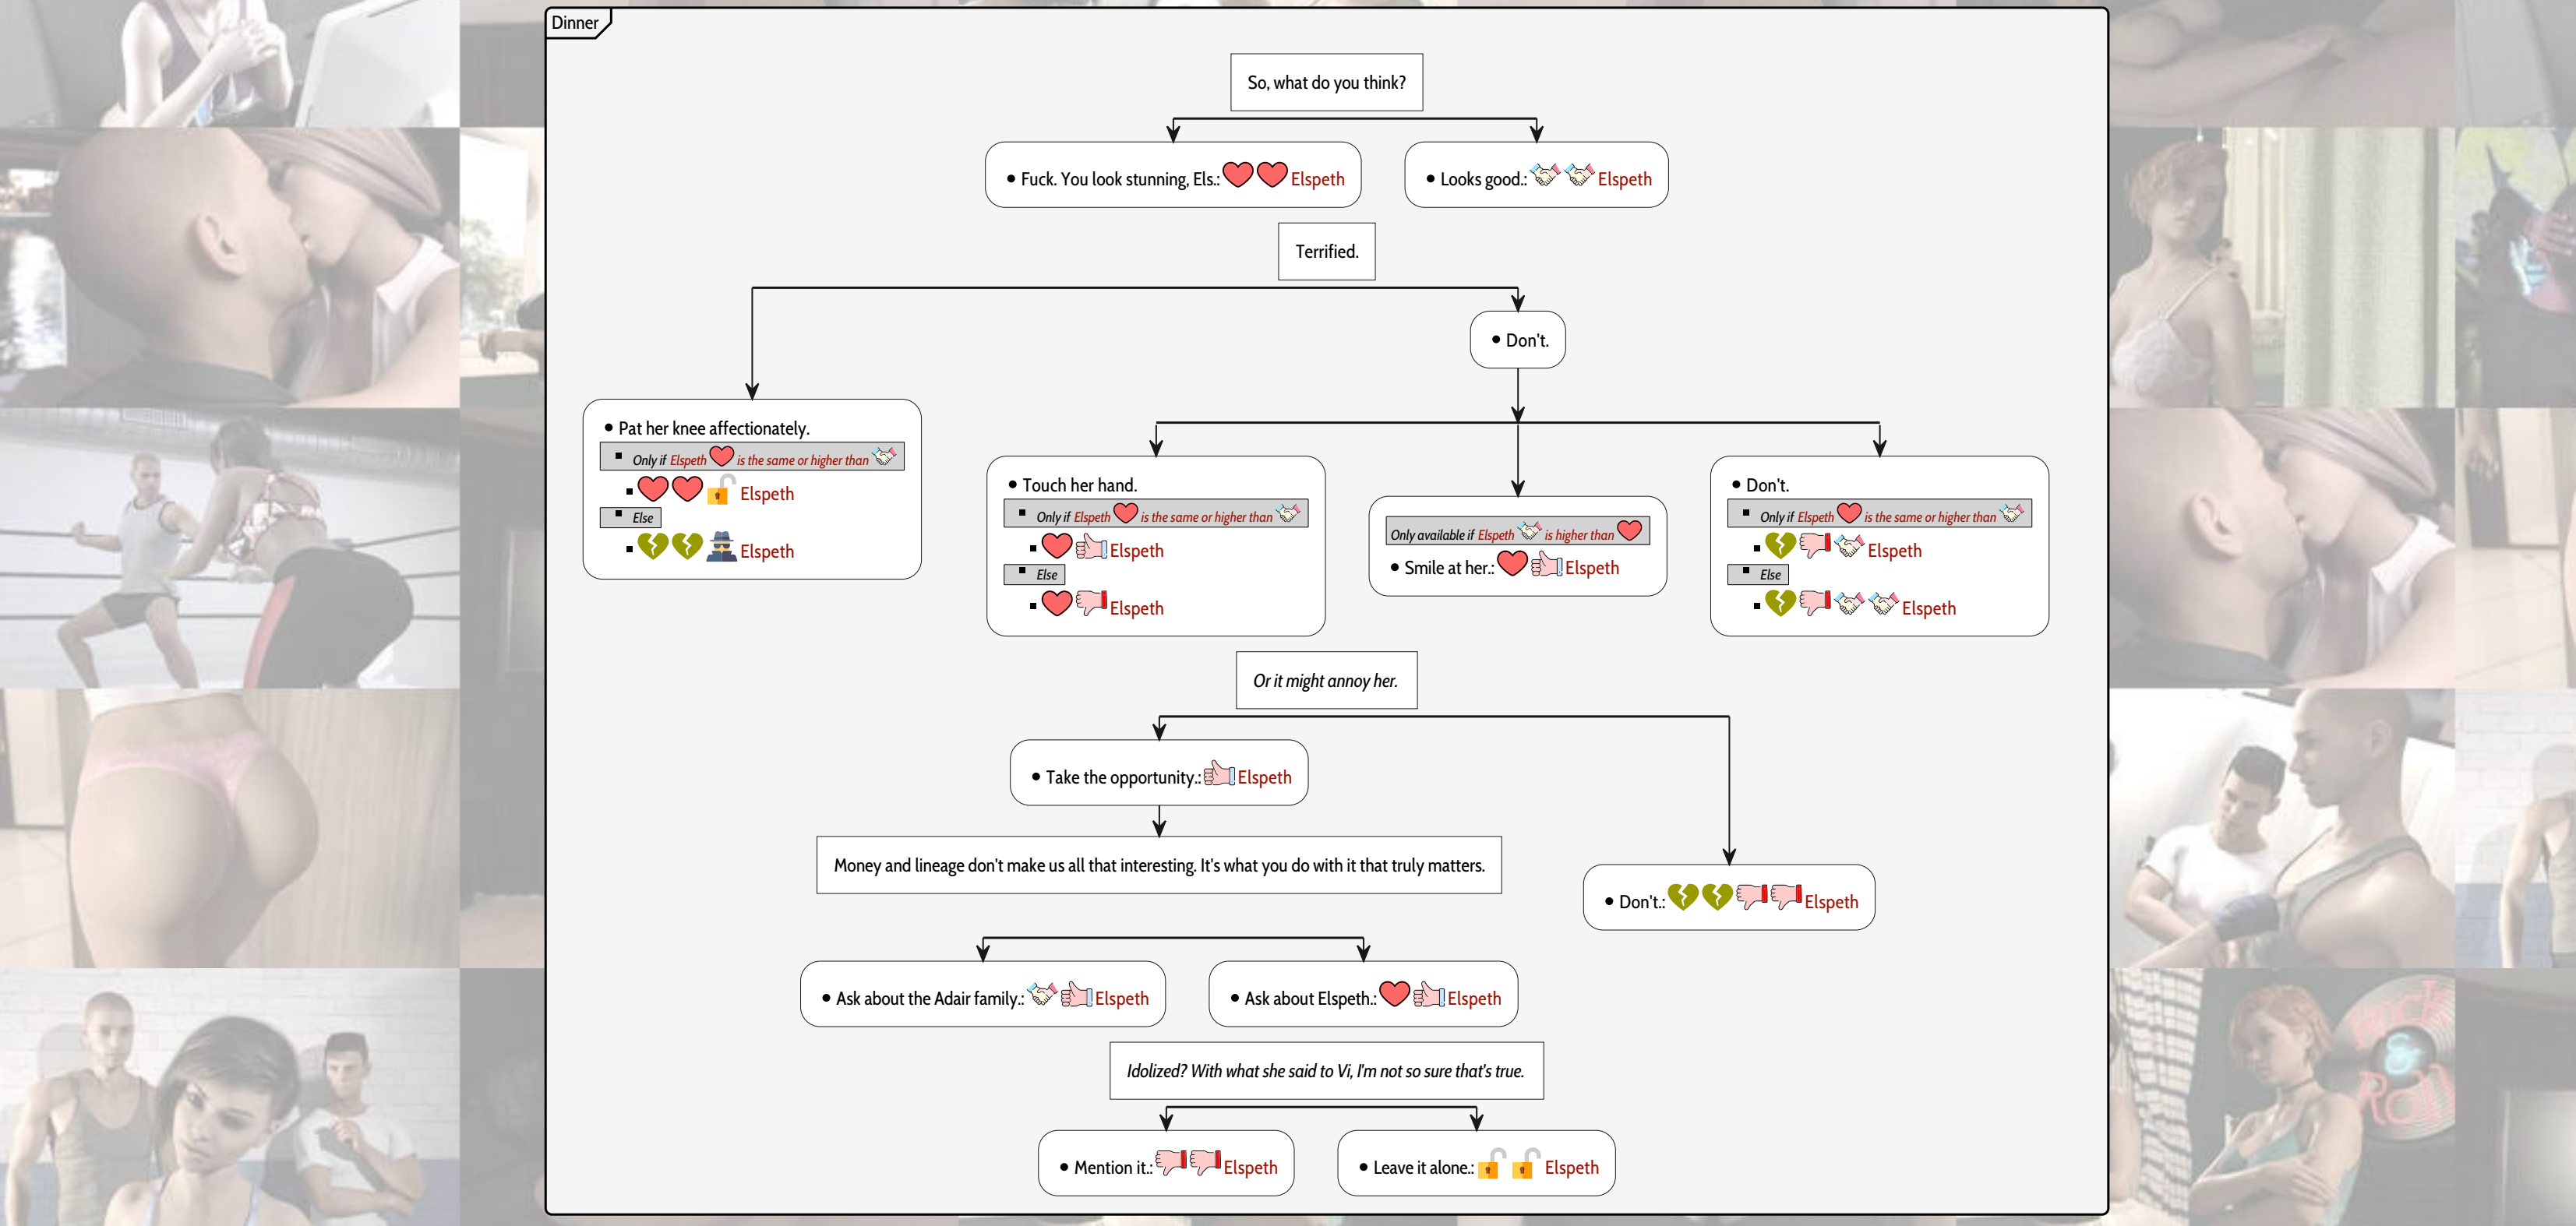 Dinner
So, what do you think?
• Fuck. You look stunning, Els.: Elspeth
• Looks good.: Elspeth
Terrified.
• Don't.
• Pat her knee affectionately.
▪ Only if Elspeth is the same or higher than
▪ Elspeth
▪ Else
▪ Elspeth
• Touch her hand.
▪ Only if Elspeth is the same or higher than
▪ Elspeth
▪ Else
▪ Elspeth
Only available if Elspeth is higher than
• Smile at her.: Elspeth
• Don't.
▪ Only if Elspeth is the same or higher than
▪ Elspeth
▪ Else
▪ Elspeth
Or it might annoy her.
• Take the opportunity.: Elspeth
Money and lineage don't make us all that interesting. It's what you do with it that truly matters.
• Don't.: Elspeth
• Ask about the Adair family.: Elspeth
• Ask about Elspeth.: Elspeth
Idolized? With what she said to Vi, I'm not so sure that's true.
• Mention it.: Elspeth
• Leave it alone.: Elspeth
Rock
&
Roll